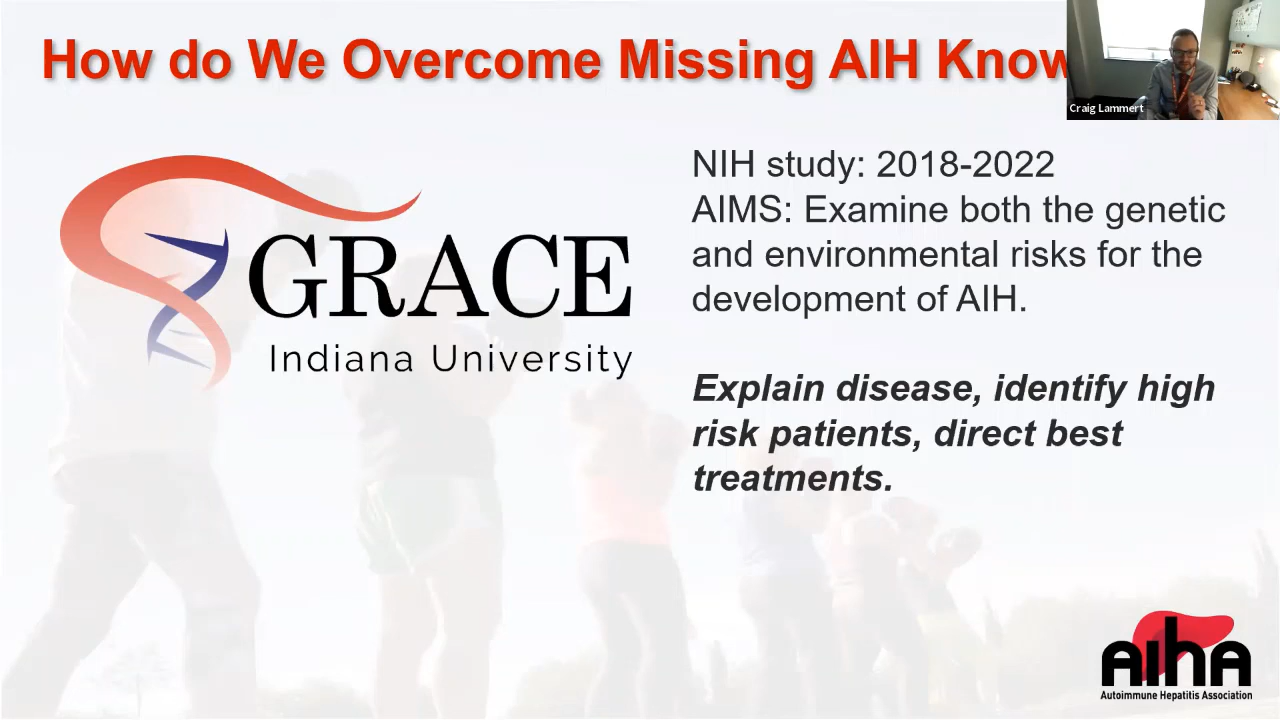 How do We Overcome Missing AIH Know
Craig Lammert
GRACE
Indiana University
NIH study: 2018-2022
AIMS: Examine both the genetic
and environmental risks for the
development of AIH.
Explain disease, identify high
risk patients, direct best
treatments.
AIHA
Autoimmune Hepatitis Association